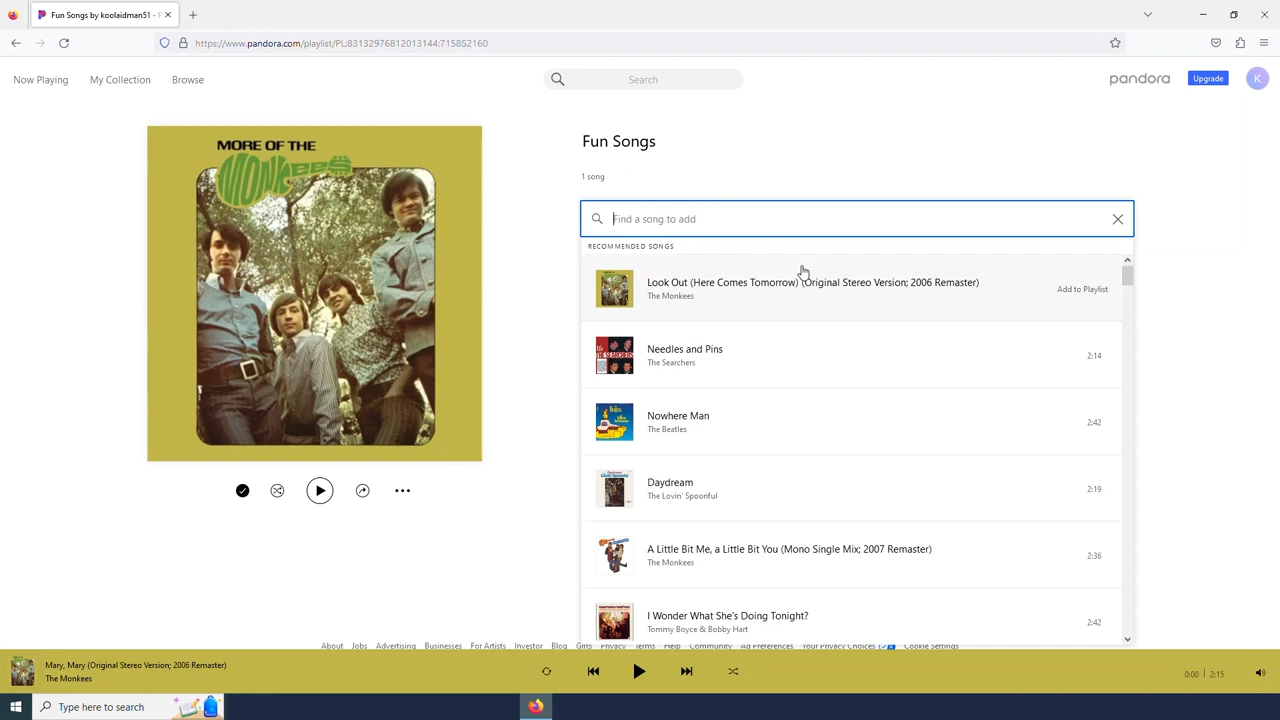 Fun Songs by koolaidman51 - P
https://www.pandora.com/playlist/PL:83132976812013144:715852160
Now Playing
My Collection
Browse
Search
pandora
Upgrade
K
MORE OF THE
MONKEES
Fun Songs
1 song
Find a song to add
RECOMMENDED SONGS
Look Out (Here Comes Tomorrow) (Original Stereo Version; 2006 Remaster)
The Monkees
Add to Playlist
Needles and Pins
The Searchers
2:14
Nowhere Man
The Beatles
2:42
Daydream
The Lovin' Spoonful
2:19
A Little Bit Me, a Little Bit You (Mono Single Mix; 2007 Remaster)
The Monkees
2:36
I Wonder What She's Doing Tonight?
Tommy Boyce & Bobby Hart
2:42
About Jobs Advertising Businesses For Artists Investor Blog Gifts Privacy Terms Help Community Ad Preferences Your Privacy Choices Cookie Settings
Mary, Mary (Original Stereo Version; 2006 Remaster)
The Monkees
0:00 | 2:15
Type here to search